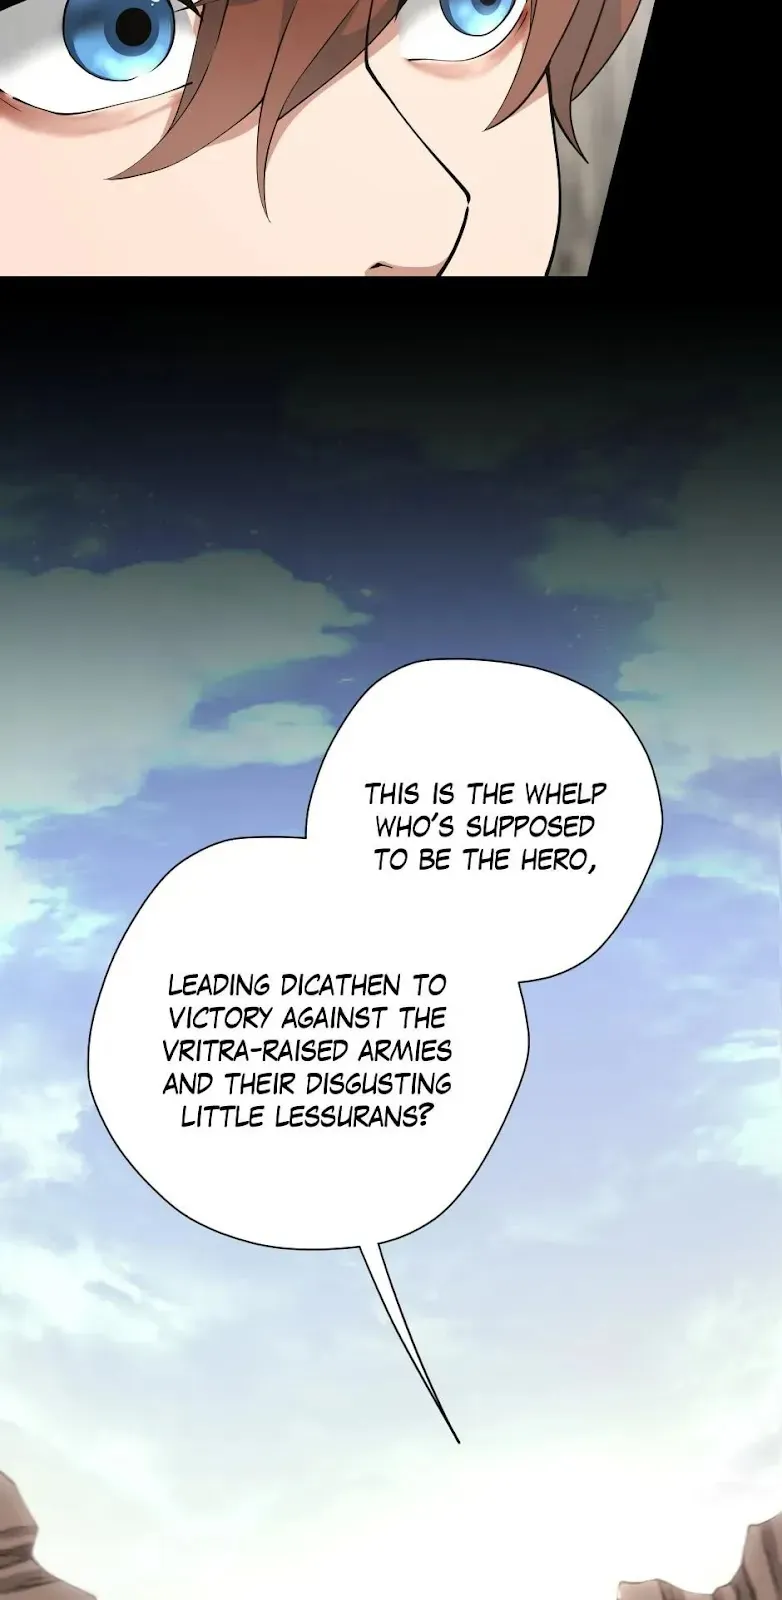 THIS IS THE WHELP
WHO'S SUPPOSED
TO BE THE HERO,
LEADING DICATHEN TO
VICTORY AGAINST THE
VRITRA-RAISED ARMIES
AND THEIR DISGUSTING
LITTLE LESSURANS?